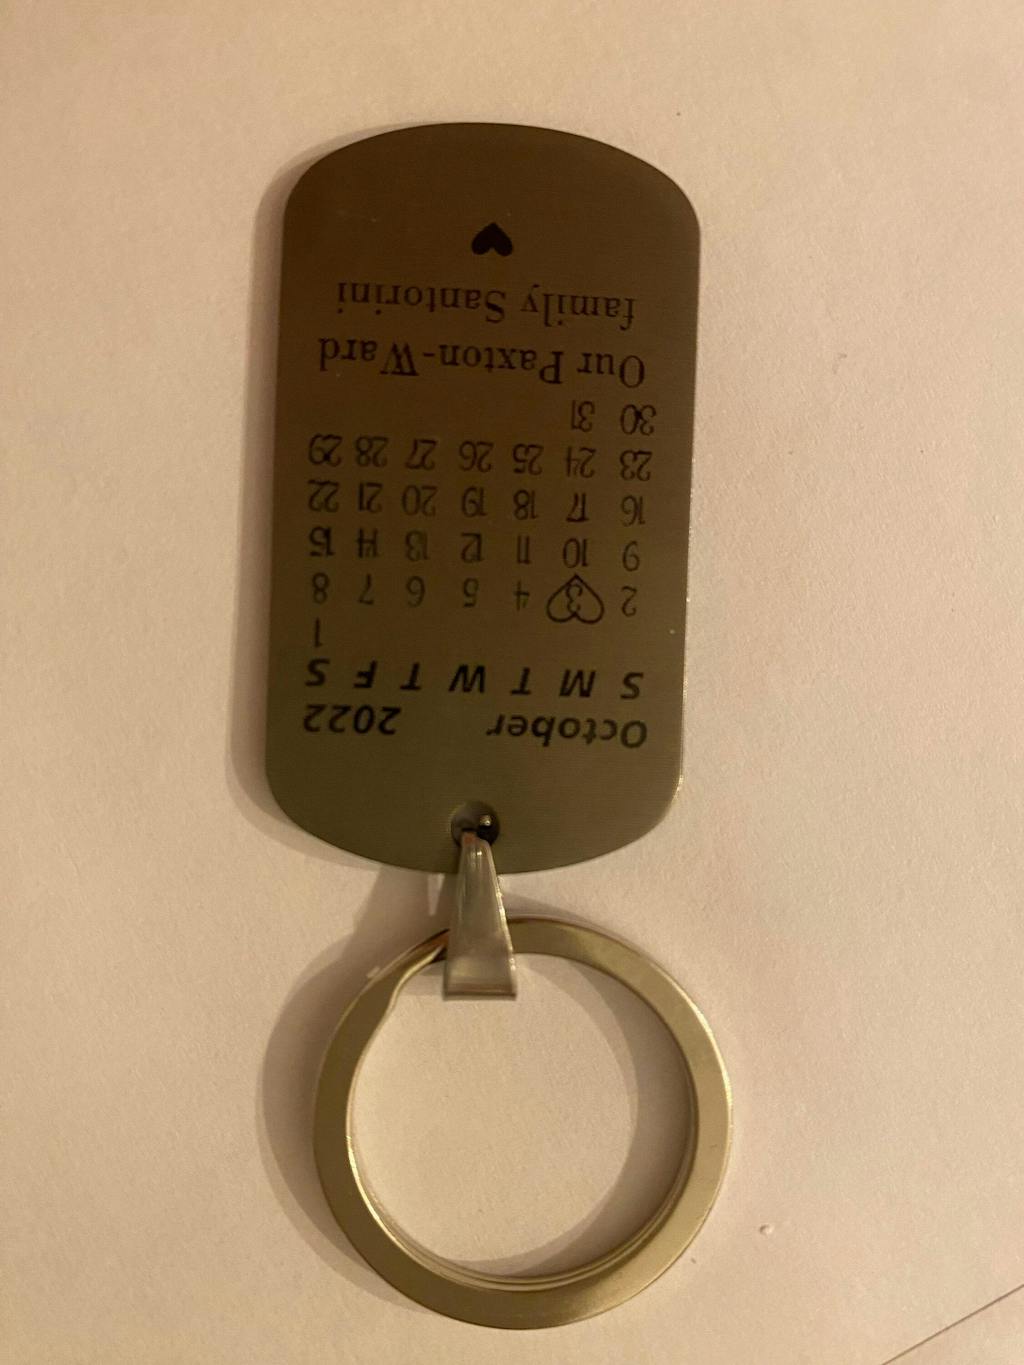 October 2022
S M T W T F S
1
2 3 4 5 6 7 8
9 10 11 12 13 14 15
16 17 18 19 20 21 22
23 24 25 26 27 28 29
30 31
Our Paxton-Ward
family Santorini